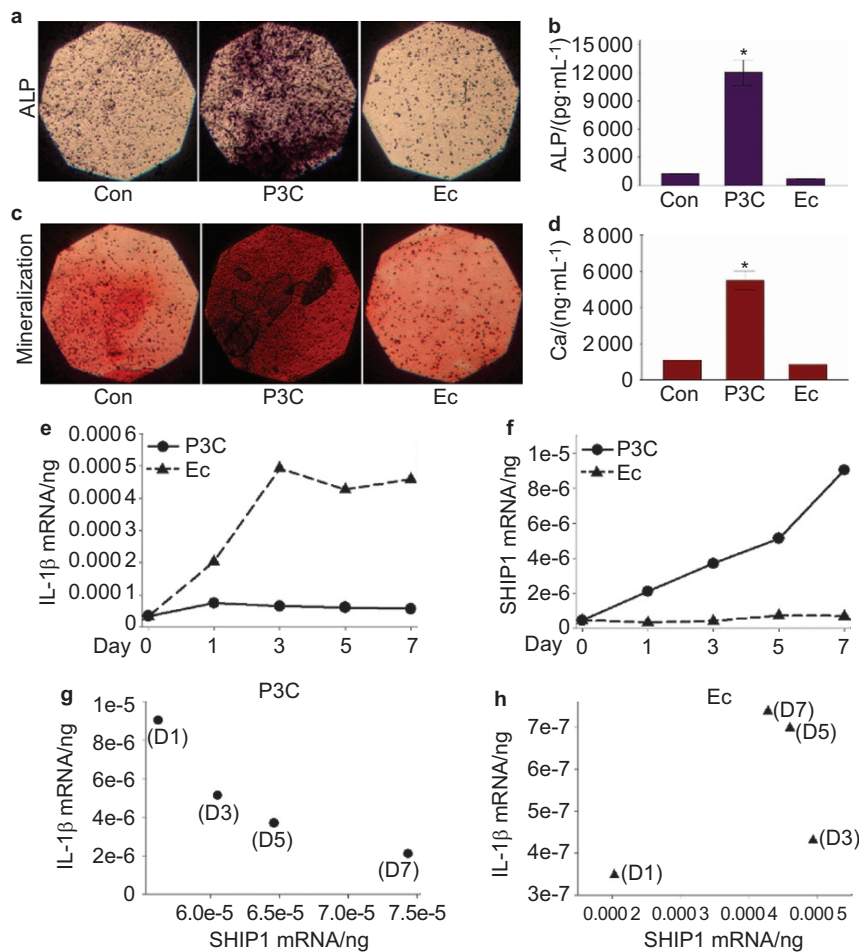 a
ALP
Con P3C Ec
b
ALP/(pg·mL-1)
15 000
12 000
9 000
6 000
3 000
0
*
Con P3C Ec
c
Mineralization
Con P3C Ec
d
Ca/(ng·mL-1)
8 000
6 000
4 000
2 000
0
*
Con P3C Ec
e
IL-1β mRNA/ng
0.000 6
0.000 5
0.000 4
0.000 3
0.000 2
0.000 1
0
P3C
Ec
Day 0 1 3 5 7
f
SHIP1 mRNA/ng
1e-5
8e-6
6e-6
4e-6
2e-6
0
P3C
Ec
Day 0 1 3 5 7
g
P3C
IL-1β mRNA/ng
1e-5
8e-6
6e-6
4e-6
2e-6
0
(D1)
(D3)
(D5)
(D7)
6.0e-5 6.5e-5 7.0e-5 7.5e-5
SHIP1 mRNA/ng
h
Ec
IL-1β mRNA/ng
7e-7
6e-7
5e-7
4e-7
3e-7
(D7)
(D5)
(D3)
(D1)
0.000 2 0.000 3 0.000 4 0.000 5
SHIP1 mRNA/ng